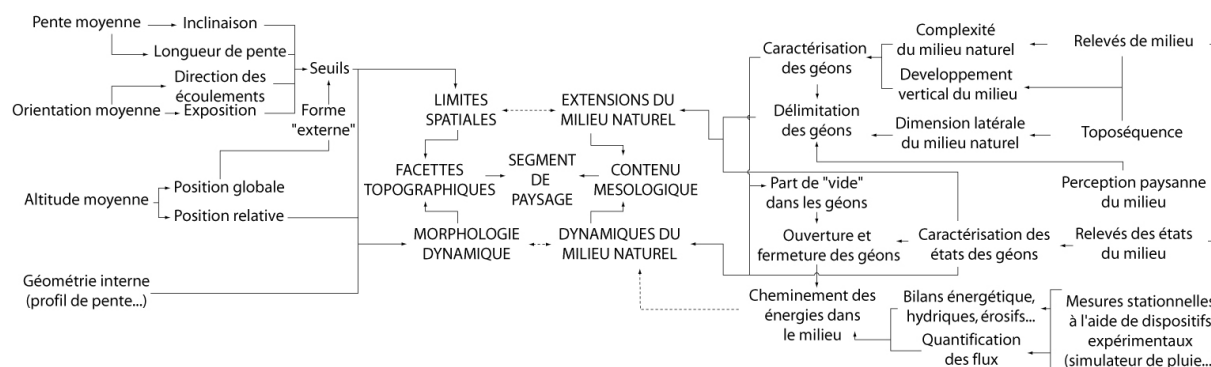 Pente moyenne
Inclinaison
Longueur de pente
Direction des
écoulements
Orientation moyenne
Exposition
Seuils
Forme
"externe"
Altitude moyenne
Position globale
Position relative
Géométrie interne
(profil de pente...)
LIMITES
SPATIALES
EXTENSIONS DU
MILIEU NATUREL
FACETTES
TOPOGRAPHIQUES
SEGMENT
DE
PAYSAGE
CONTENU
MESOLOGIQUE
MORPHOLOGIE
DYNAMIQUE
DYNAMIQUES DU
MILIEU NATUREL
Caractérisation
des géons
Complexité
du milieu naturel
Relevés de milieu
Developpement
vertical du milieu
Délimitation
des géons
Dimension latérale
du milieu naturel
Toposéquence
Part de "vide"
dans les géons
Perception paysanne
du milieu
Ouverture et
fermeture des géons
Caractérisation des
états des géons
Relevés des états
du milieu
Cheminement des
énergies dans
le milieu
Bilans énergétique,
hydriques, érosifs...
Quantification
des flux
Mesures stationnelles
à l'aide de dispositifs
expérimentaux
(simulateur de pluie...